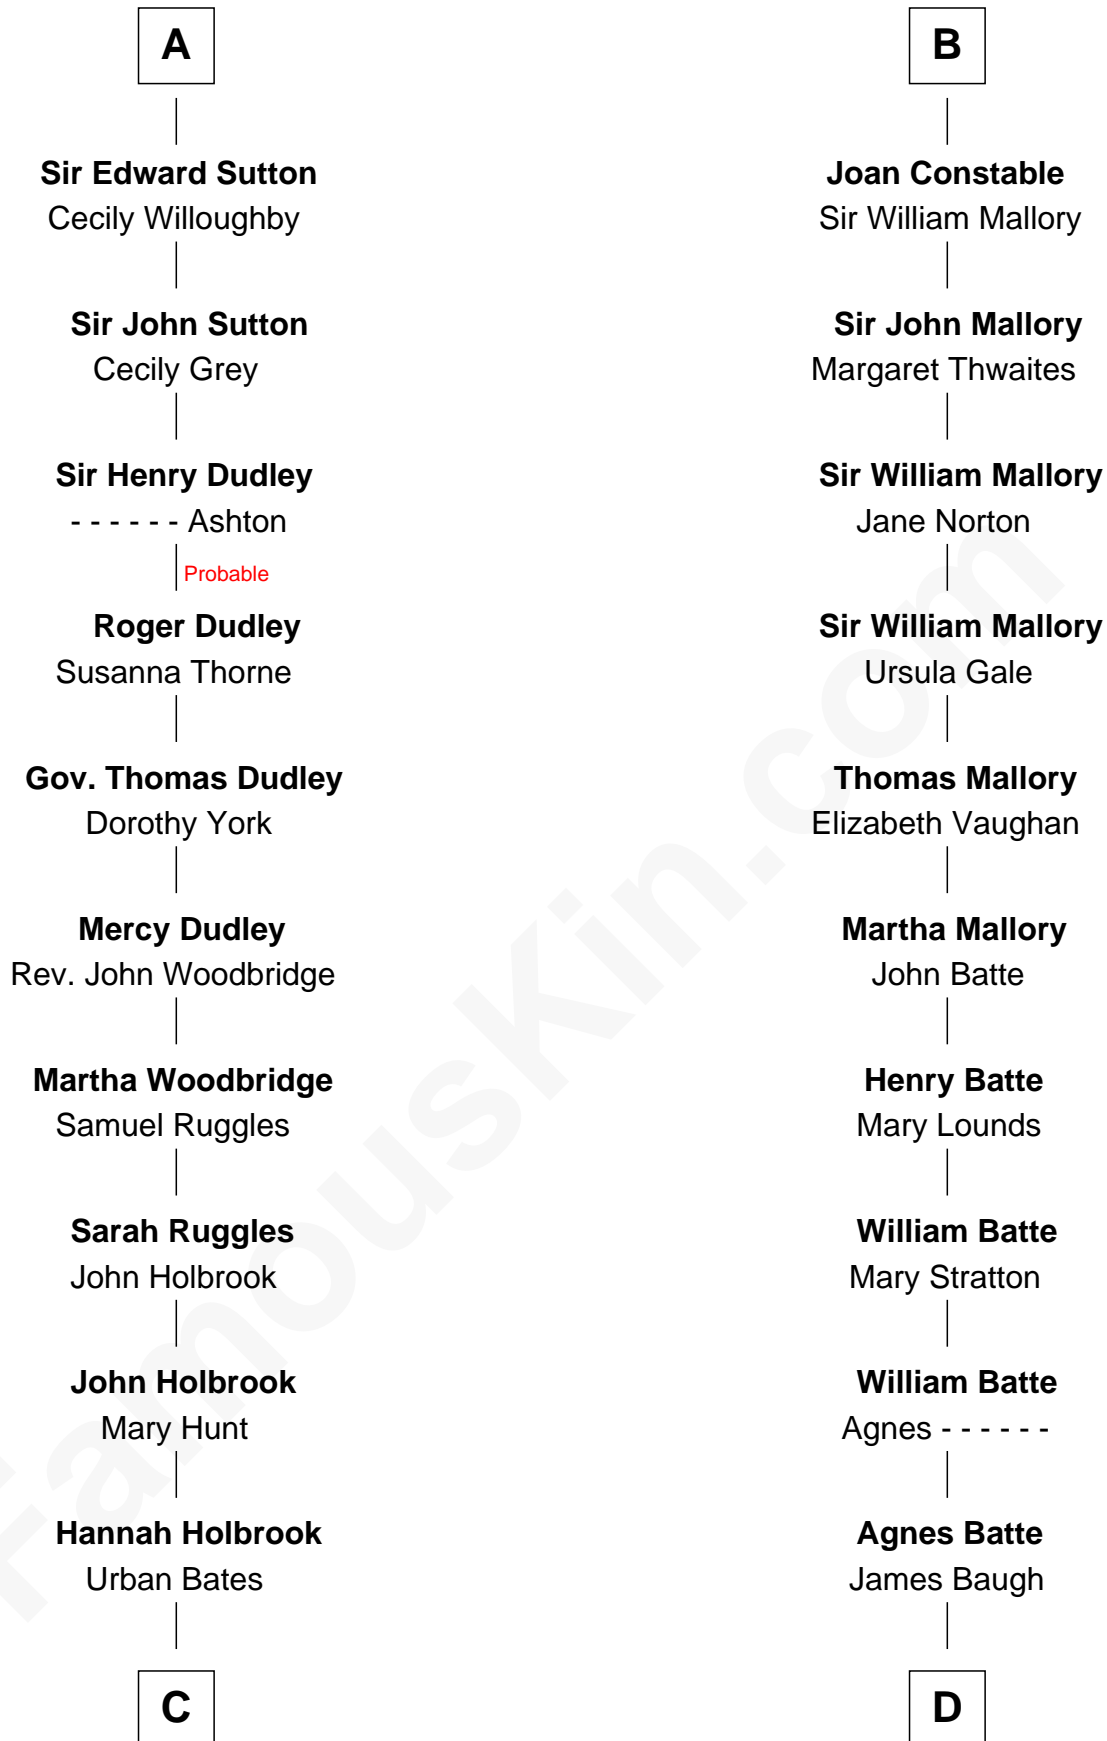 A
Sir Edward Sutton
Cecily Willoughby
Sir John Sutton
Cecily Grey
Sir Henry Dudley
- - - - - - Ashton
Probable
Roger Dudley
Susanna Thorne
Gov. Thomas Dudley
Dorothy York
Mercy Dudley
Rev. John Woodbridge
Martha Woodbridge
Samuel Ruggles
Sarah Ruggles
John Holbrook
John Holbrook
Mary Hunt
Hannah Holbrook
Urban Bates
C
B
Joan Constable
Sir William Mallory
Sir John Mallory
Margaret Thwaites
Sir William Mallory
Jane Norton
Sir William Mallory
Ursula Gale
Thomas Mallory
Elizabeth Vaughan
Martha Mallory
John Batte
Henry Batte
Mary Lounds
William Batte
Mary Stratton
William Batte
Agnes - - - - - -
Agnes Batte
James Baugh
D
FamousKin.com